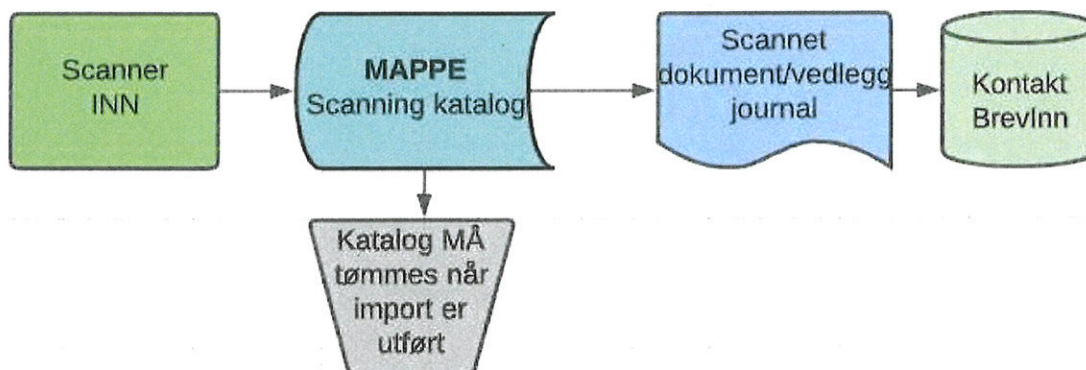 Scanner
INN
MAPPE
Scanning katalog
Scannet
dokument/vedlegg
journal
Kontakt
BrevInn
Katalog MÅ
tømmes når
import er
utført